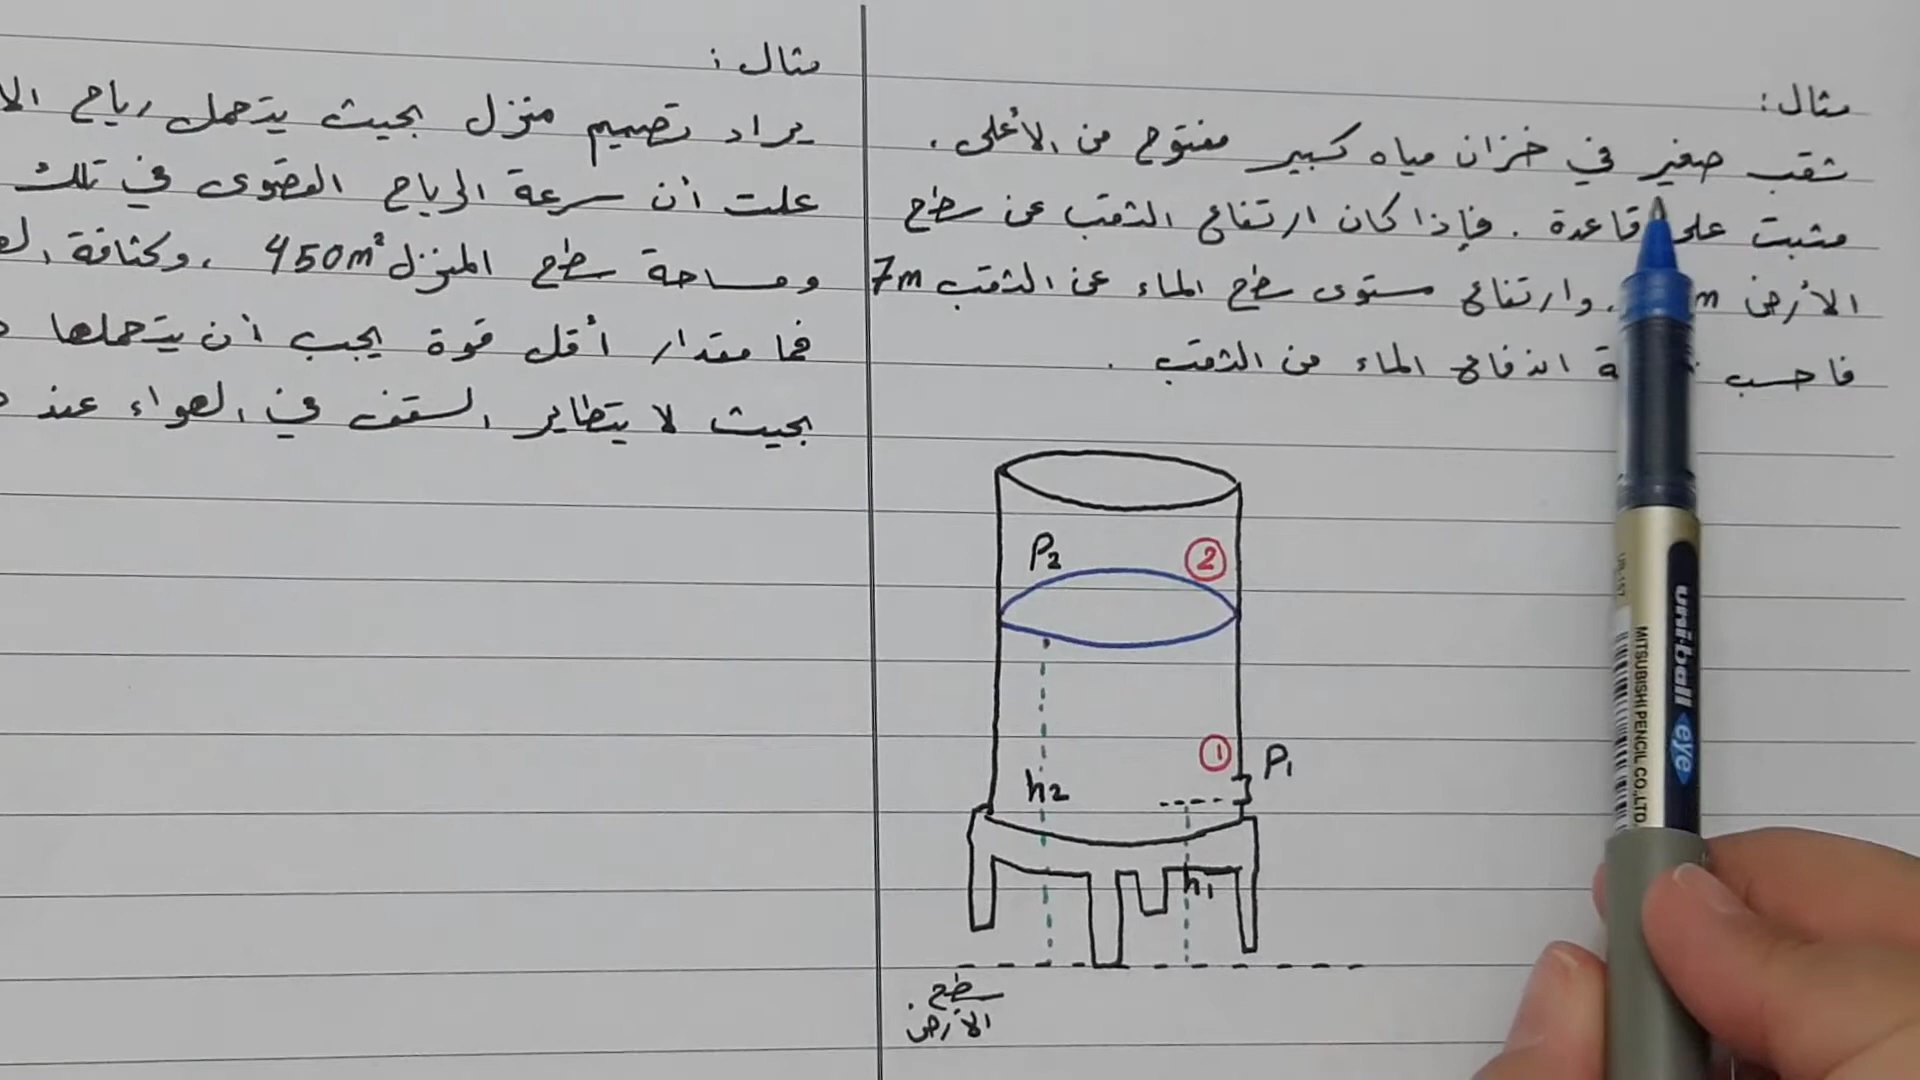 مثال:
ثقب صغير في خزان مياه كبير مفتوح من الأعلى.
مثبت على قاعدة. فإذا كان ارتفاع الثقب عن سطح
الأرض m، وارتفاع مستوى سطح الماء عن الثقب 7m
فاحسب اندفاع الماء من الثقب.
P2
2
1
P1
h2
h1
سطح
الأرض
مثال:
يراد تصميم منزل بحيث يتحمل رياح
علمت أن سرعة الرياح القصوى في تلك
ومساحة سطح المنزل 450m²، وكثافة
فما مقدار أقل قوة يجب أن يتحملها
بحيث لا يتطاير السقف في الهواء عند
uni-ball eye
MITSUBISHI PENCIL CO.,LTD.
UB-157